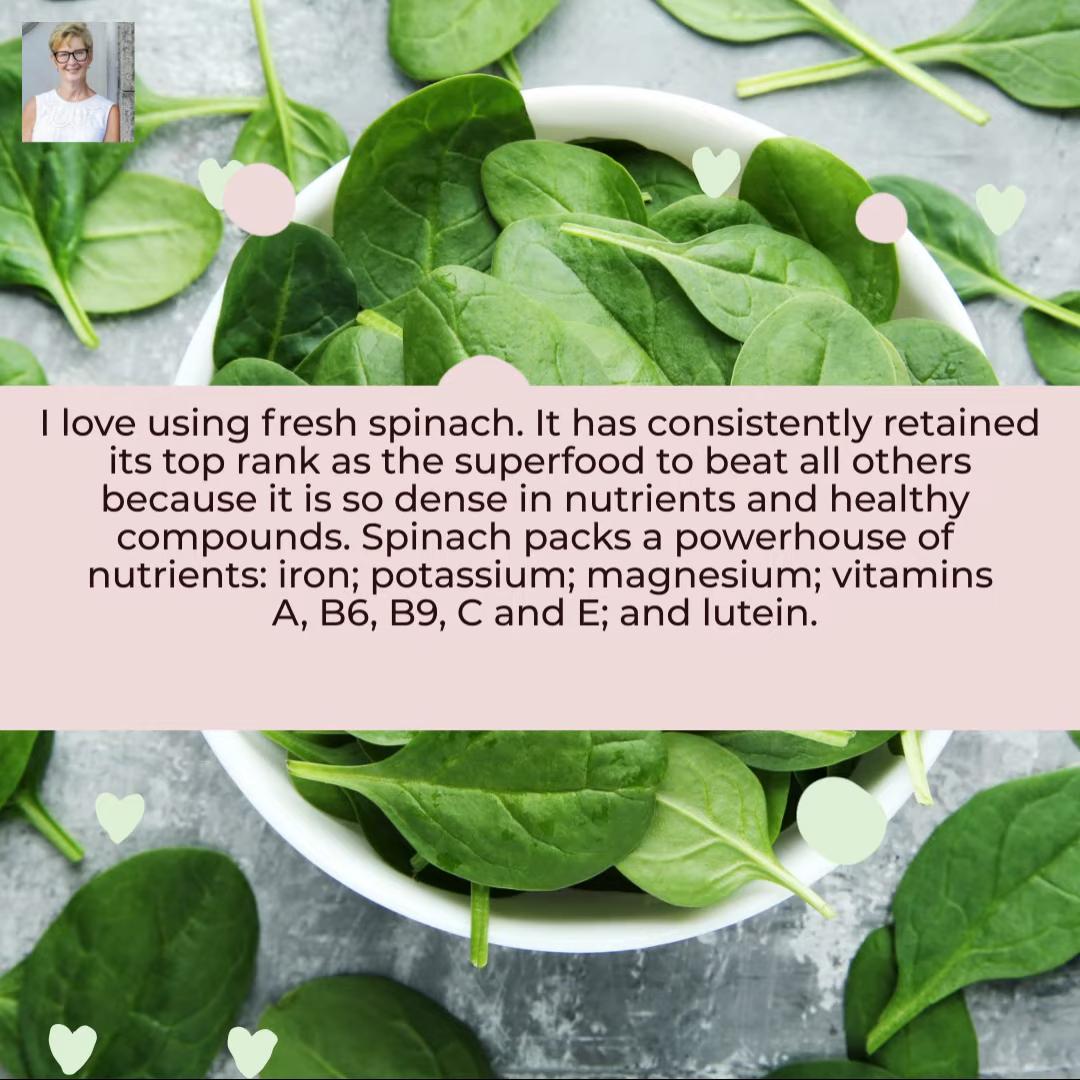 I love using fresh spinach. It has consistently retained
its top rank as the superfood to beat all others
because it is so dense in nutrients and healthy
compounds. Spinach packs a powerhouse of
nutrients: iron; potassium; magnesium; vitamins
A, B6, B9, C and E; and lutein.